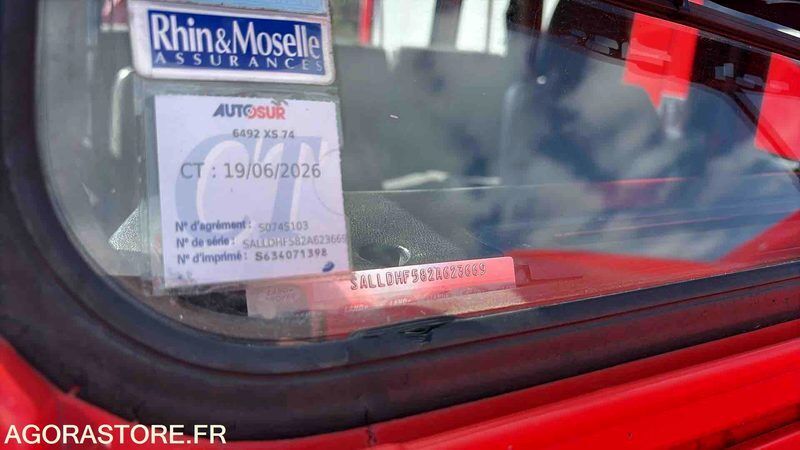 Rhin&Moselle
ASSURANCES
AUTOSUR
6492 XS 74
CT : 19/06/2026
N° d'agrément : S074S103
N° de série : SALLDHF582A623669
N° d'imprimé : S634071398
SALLDHF582A623669
AGORASTORE.FR